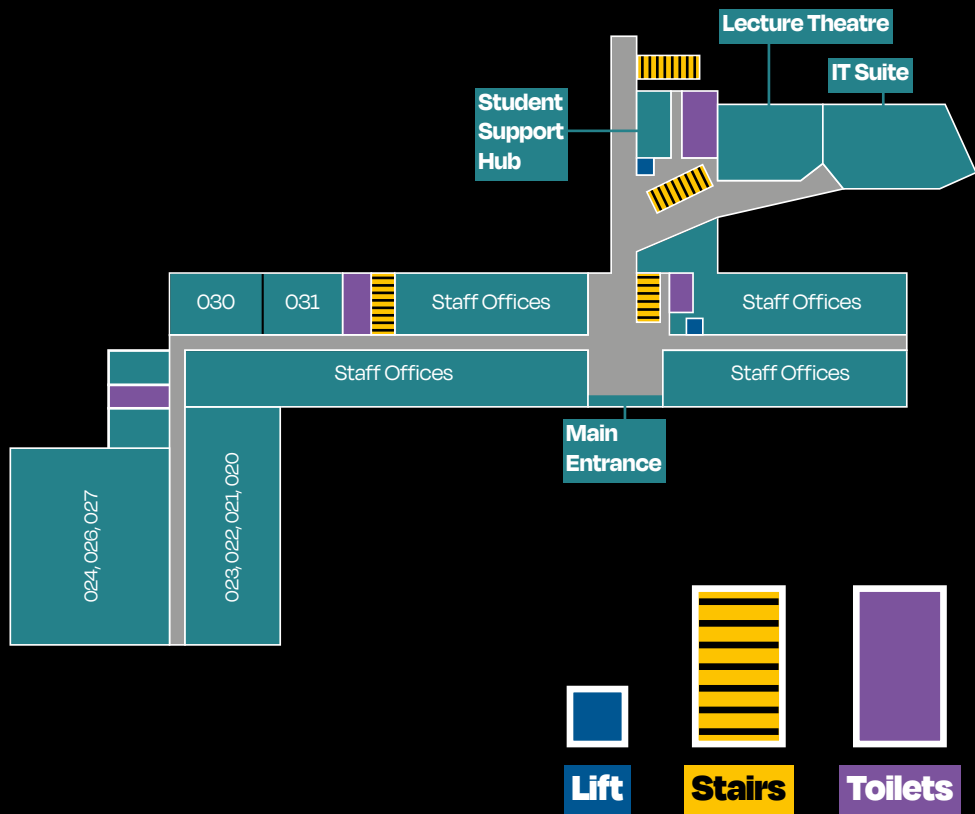 Lecture Theatre
IT Suite
Student
Support
Hub
030
031
Staff Offices
Staff Offices
Staff Offices
Staff Offices
Main
Entrance
024, 026, 027
023, 022, 021, 020
Lift
Stairs
Toilets